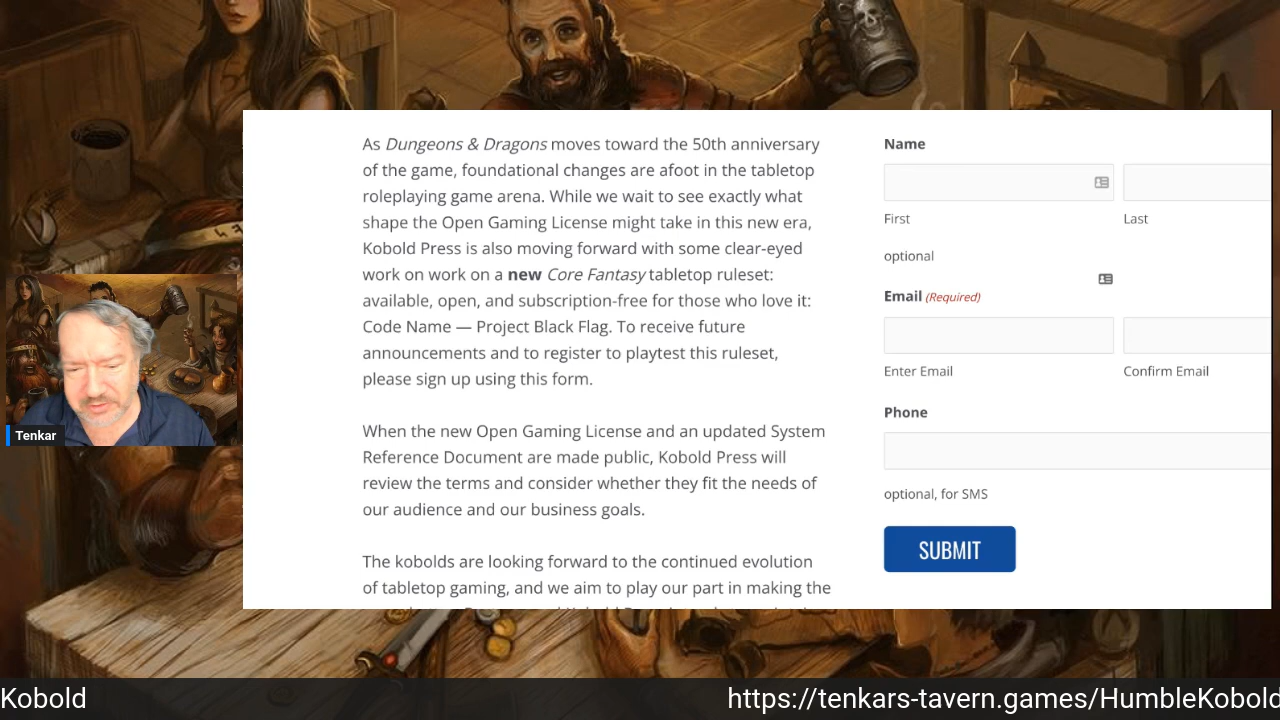 As Dungeons & Dragons moves toward the 50th anniversary
of the game, foundational changes are afoot in the tabletop
roleplaying game arena. While we wait to see exactly what
shape the Open Gaming License might take in this new era,
Kobold Press is also moving forward with some clear-eyed
work on work on a new Core Fantasy tabletop ruleset:
available, open, and subscription-free for those who love it:
Code Name — Project Black Flag. To receive future
announcements and to register to playtest this ruleset,
please sign up using this form.
When the new Open Gaming License and an updated System
Reference Document are made public, Kobold Press will
review the terms and consider whether they fit the needs of
our audience and our business goals.
The kobolds are looking forward to the continued evolution
of tabletop gaming, and we aim to play our part in making the
Name
First
Last
optional
Email (Required)
Enter Email
Confirm Email
Phone
optional, for SMS
SUBMIT
Tenkar
Kobold
https://tenkars-tavern.games/HumbleKobold